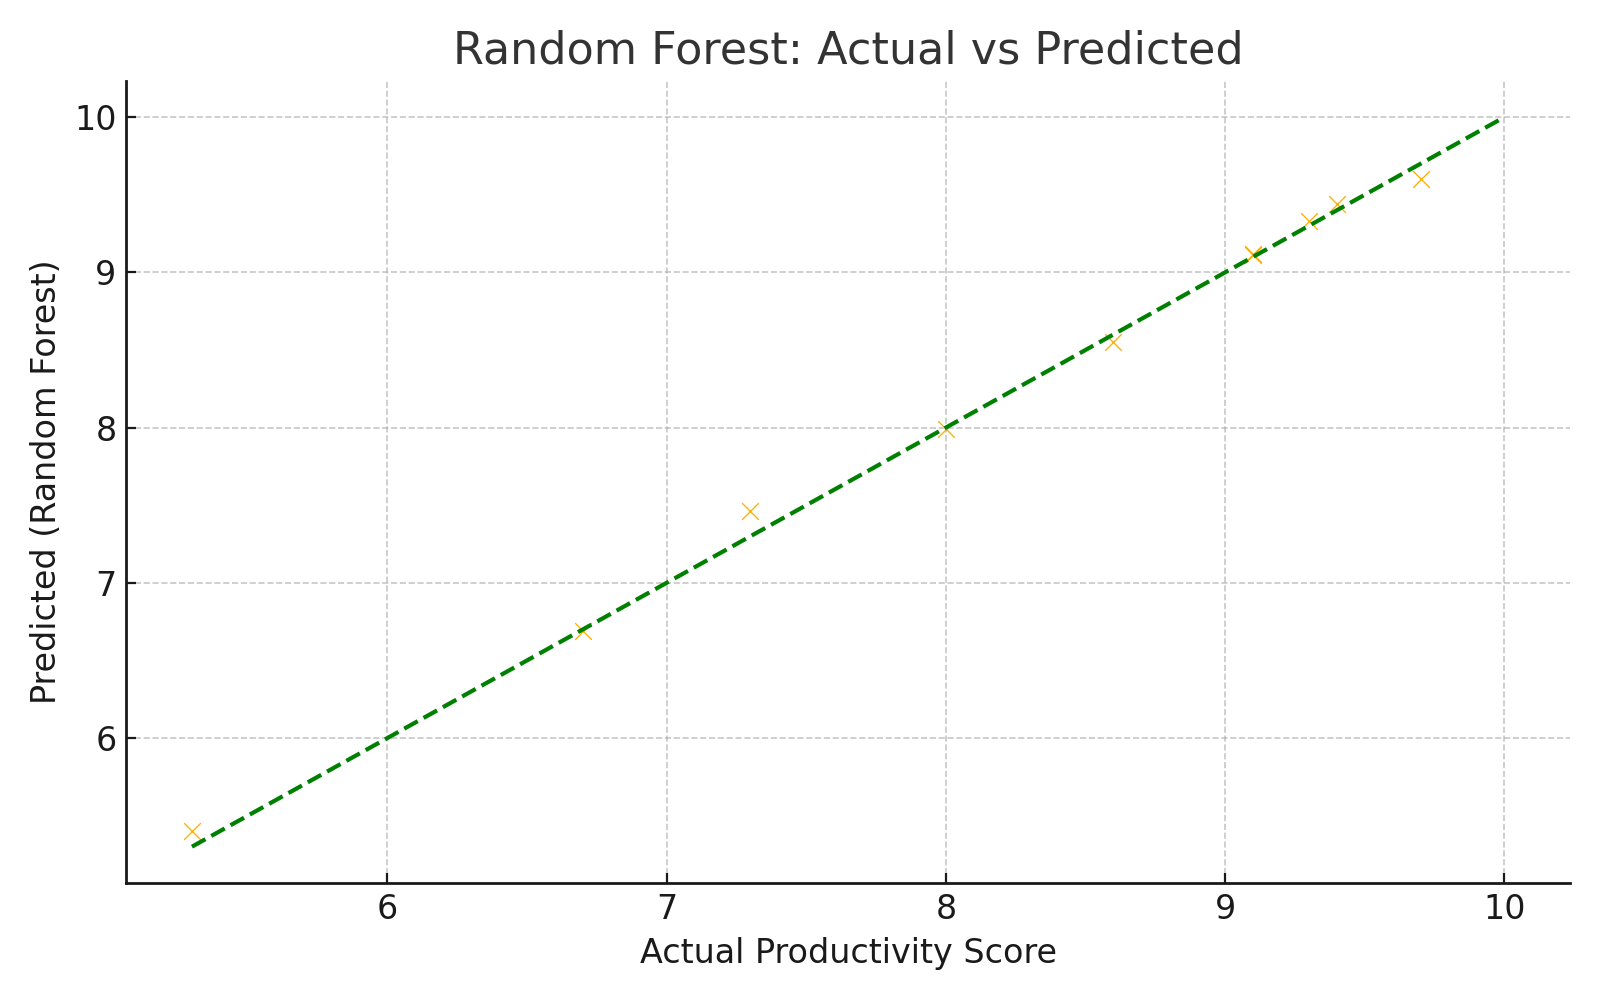 Random Forest: Actual vs Predicted
10
9
8
7
6
Predicted (Random Forest)
6 7 8 9 10
Actual Productivity Score